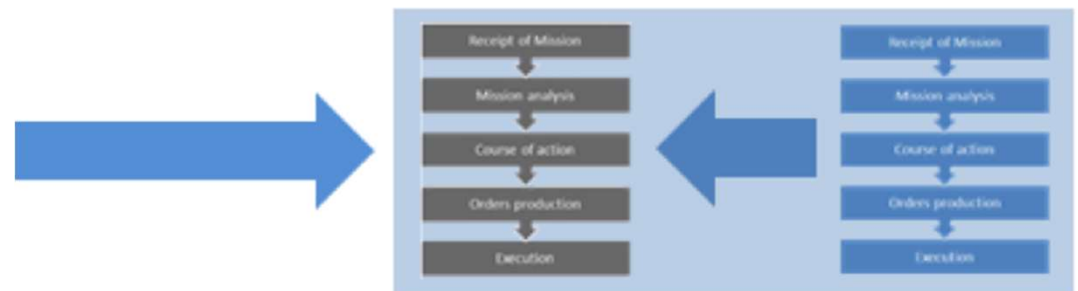 Receipt of Mission
Mission analysis
Course of action
Orders production
Execution
Receipt of Mission
Mission analysis
Course of action
Orders production
Execution